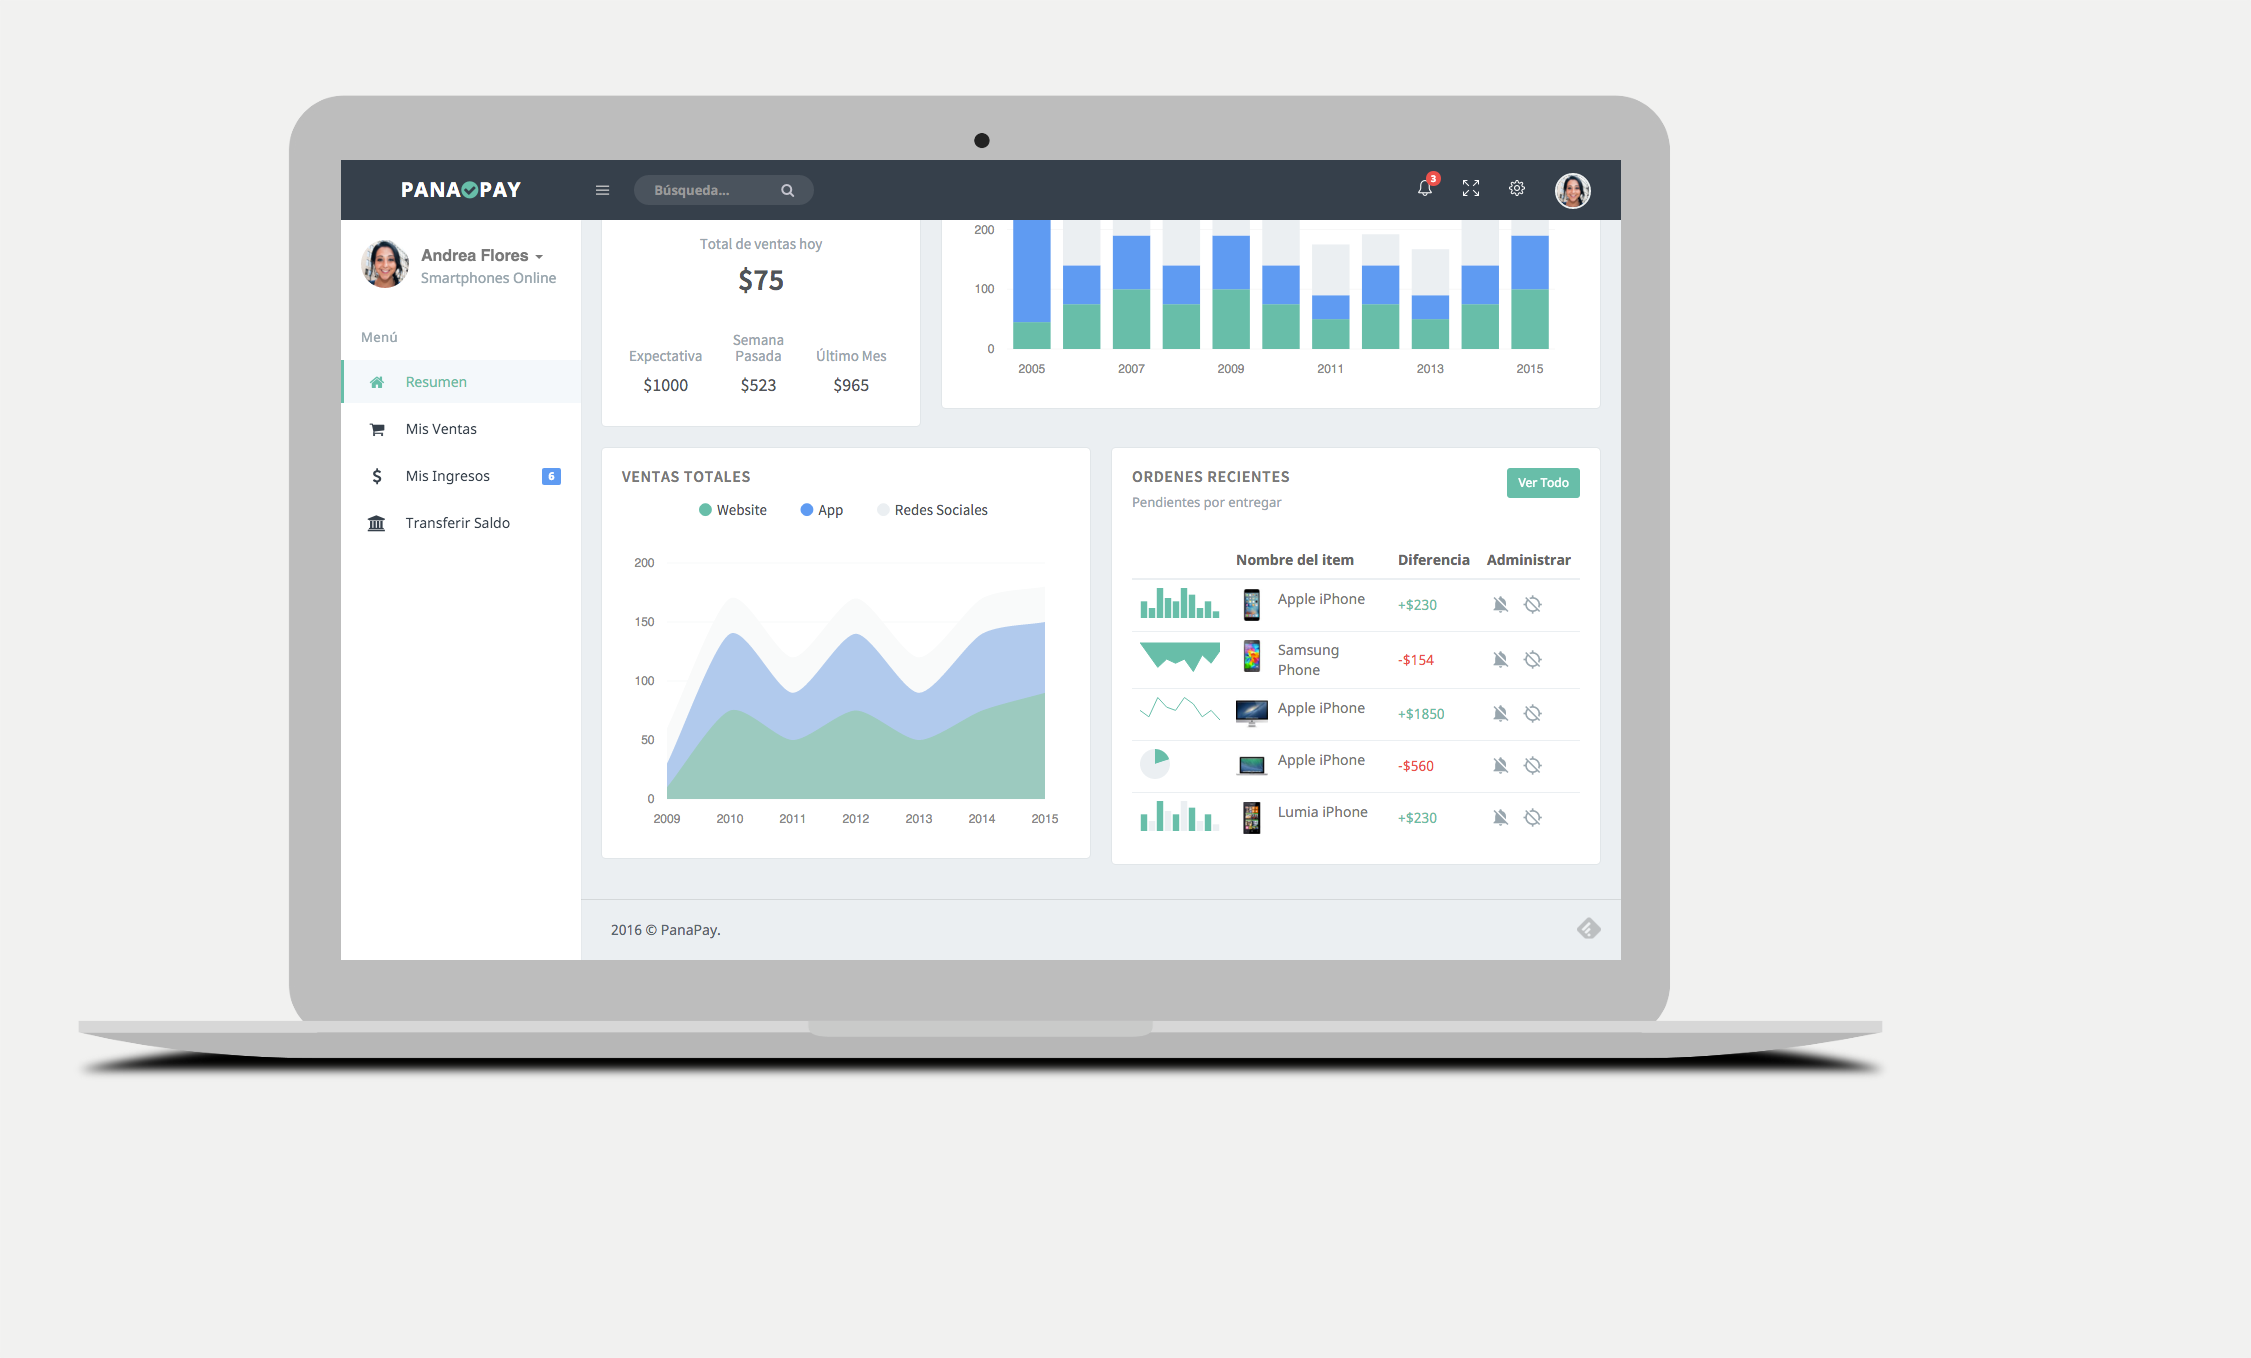 PANA PAY
Búsqueda...
3
Andrea Flores
Smartphones Online
Menú
Resumen
Mis Ventas
Mis Ingresos 6
Transferir Saldo
Total de ventas hoy
$75
Expectativa Semana Pasada Último Mes
$1000 $523 $965
200
100
0
2005 2007 2009 2011 2013 2015
VENTAS TOTALES
Website App Redes Sociales
200
150
100
50
0
2009 2010 2011 2012 2013 2014 2015
ORDENES RECIENTES
Ver Todo
Pendientes por entregar
Nombre del item Diferencia Administrar
Apple iPhone +$230
Samsung Phone -$154
Apple iPhone +$1850
Apple iPhone -$560
Lumia iPhone +$230
2016 © PanaPay.